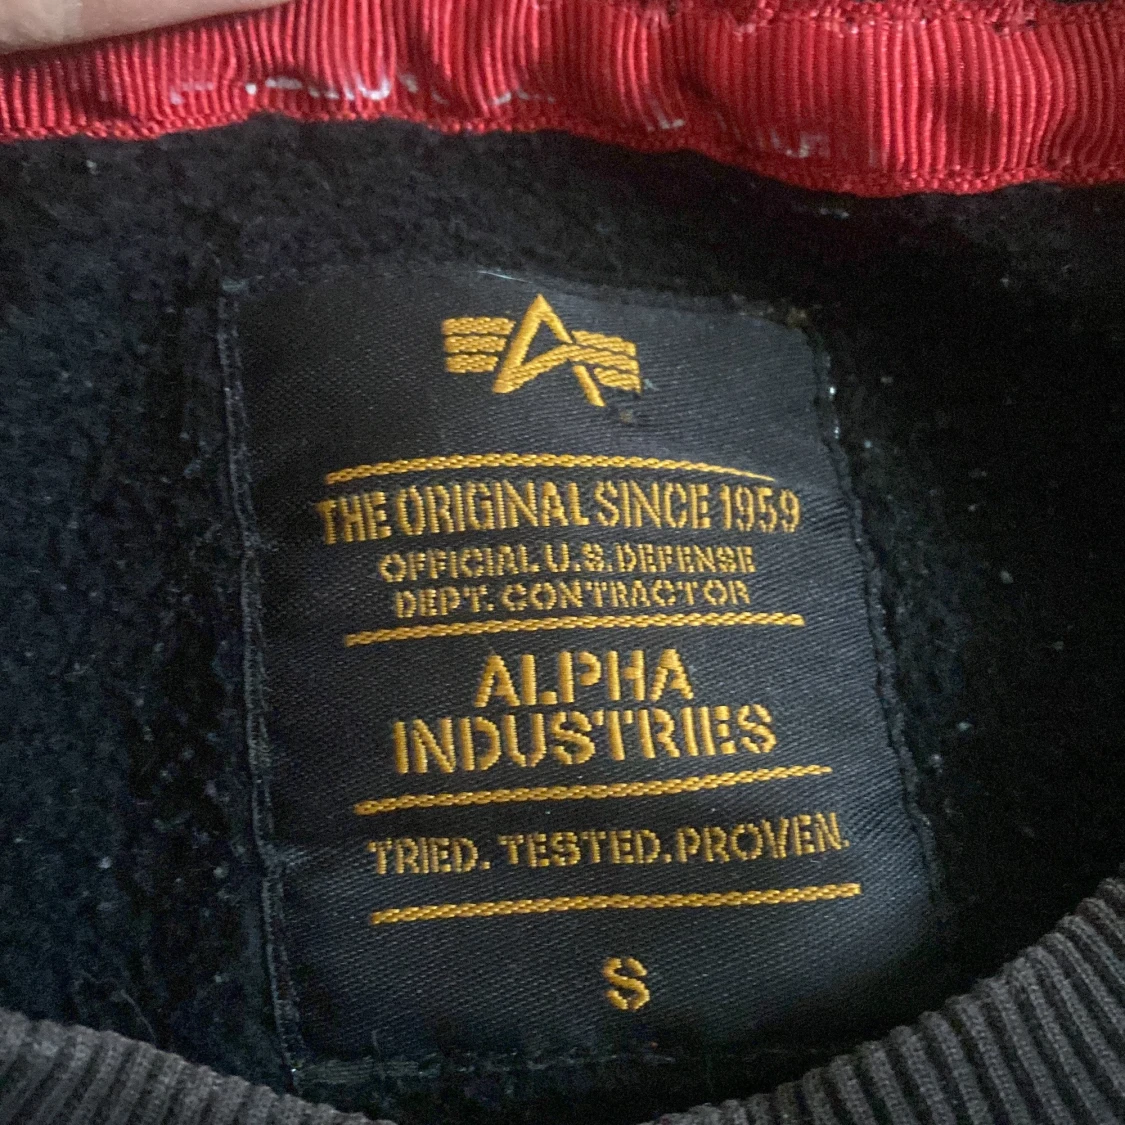 THE ORIGINAL SINCE 1959
OFFICIAL U.S. DEFENSE
DEPT. CONTRACTOR
ALPHA
INDUSTRIES
TRIED. TESTED. PROVEN.
S